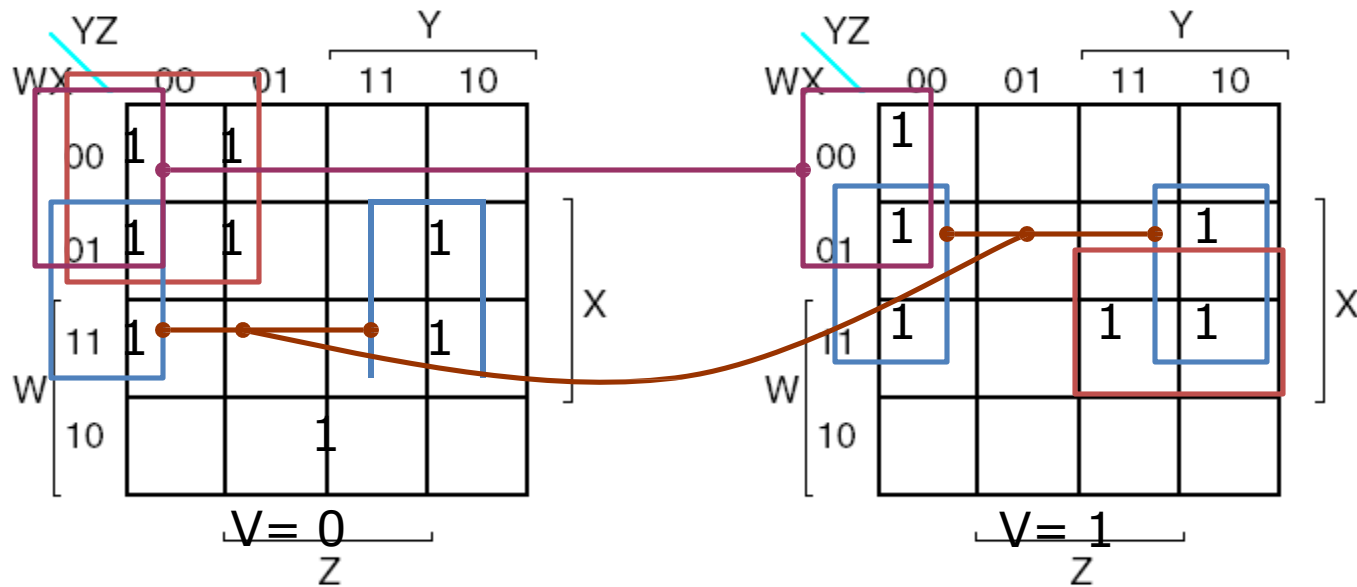 YZ Y YZ Y
WX 00 01 11 10 WX 00 01 11 10
00 1 1 00 1
01 1 1 1 01 1 1
X X
11 1 1 11 1 1 1
W W
10 1 10
V= 0 V= 1
Z Z